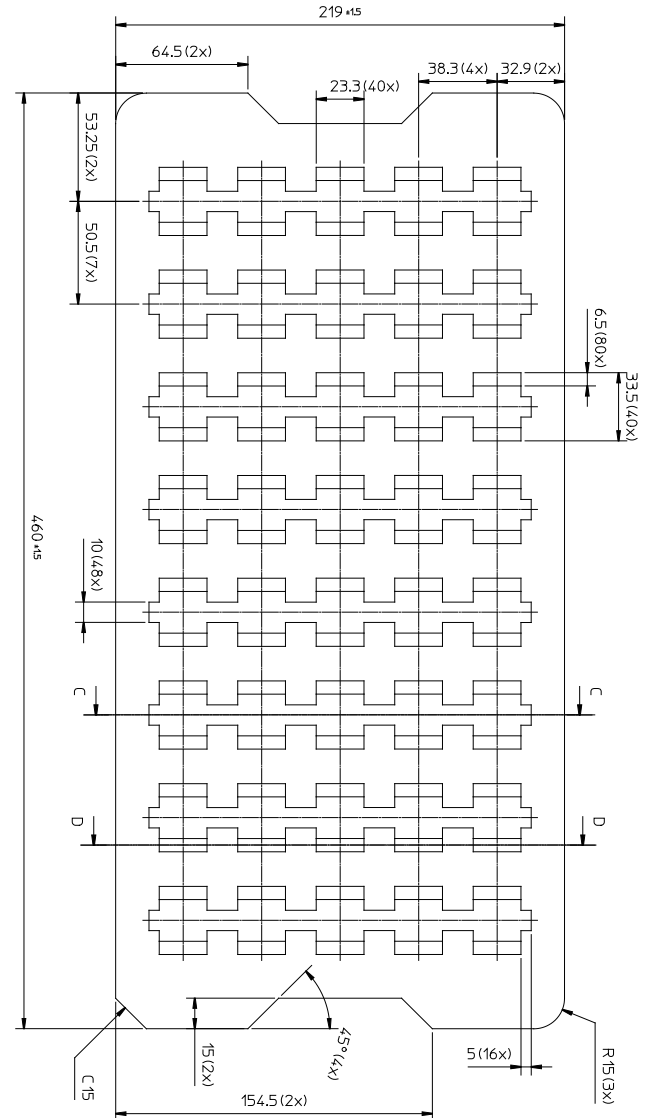 219 ±1.5
64.5 (2x)
38.3 (4x)
32.9 (2x)
23.3 (40x)
53.25 (2x)
50.5 (7x)
6.5 (80x)
33.5 (40x)
460 ±1.5
10 (48x)
C
C
D
D
45° (4x)
15 (2x)
5 (16x)
R 15 (3x)
C 15
154.5 (2x)